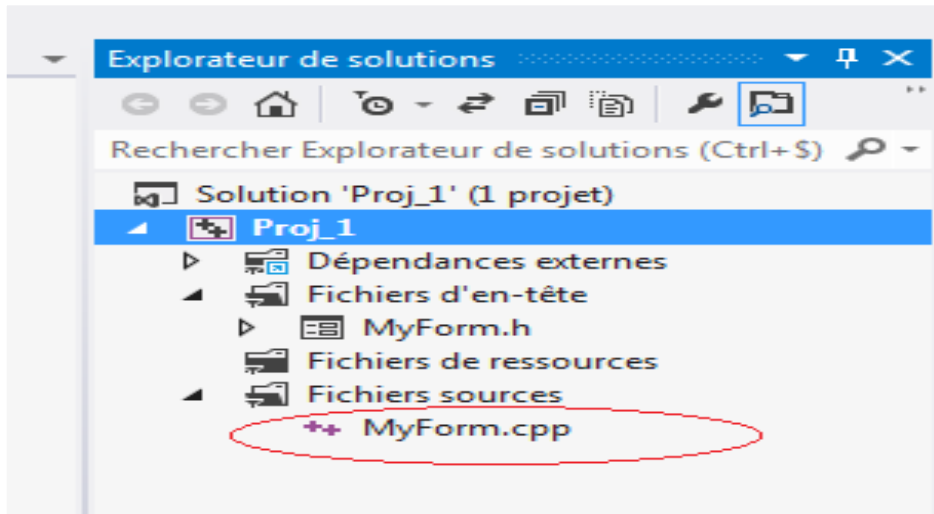 Explorateur de solutions
Rechercher Explorateur de solutions (Ctrl+$)
Solution 'Proj_1' (1 projet)
Proj_1
Dépendances externes
Fichiers d'en-tête
MyForm.h
Fichiers de ressources
Fichiers sources
MyForm.cpp